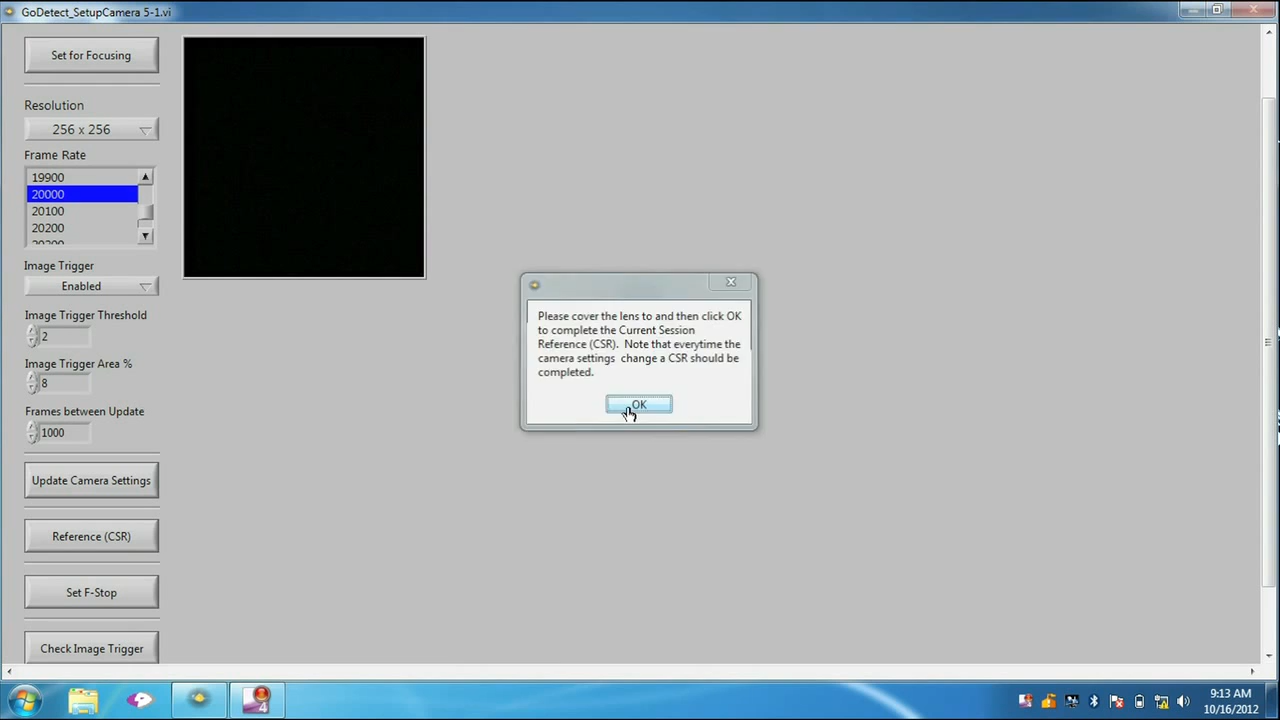 GoDetect_SetupCamera 5-1.vi
Set for Focusing
Resolution
256 x 256
Frame Rate
19900
20000
20100
20200
20300
Image Trigger
Enabled
Image Trigger Threshold
2
Image Trigger Area %
8
Frames between Update
1000
Update Camera Settings
Reference (CSR)
Set F-Stop
Check Image Trigger
Please cover the lens to and then click OK
to complete the Current Session
Reference (CSR).  Note that everytime the
camera settings  change a CSR should be
completed.
OK
4
9:13 AM
10/16/2012